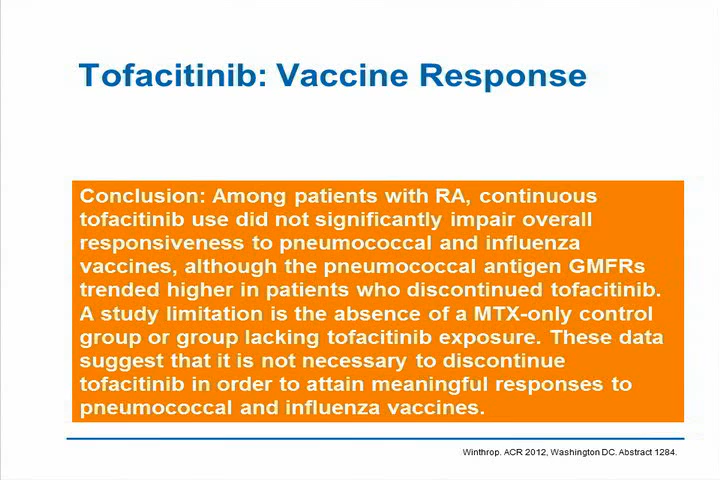 Tofacitinib: Vaccine Response
Conclusion: Among patients with RA, continuous
tofacitinib use did not significantly impair overall
responsiveness to pneumococcal and influenza
vaccines, although the pneumococcal antigen GMFRs
trended higher in patients who discontinued tofacitinib.
A study limitation is the absence of a MTX-only control
group or group lacking tofacitinib exposure. These data
suggest that it is not necessary to discontinue
tofacitinib in order to attain meaningful responses to
pneumococcal and influenza vaccines.
Winthrop. ACR 2012, Washington DC. Abstract 1284.